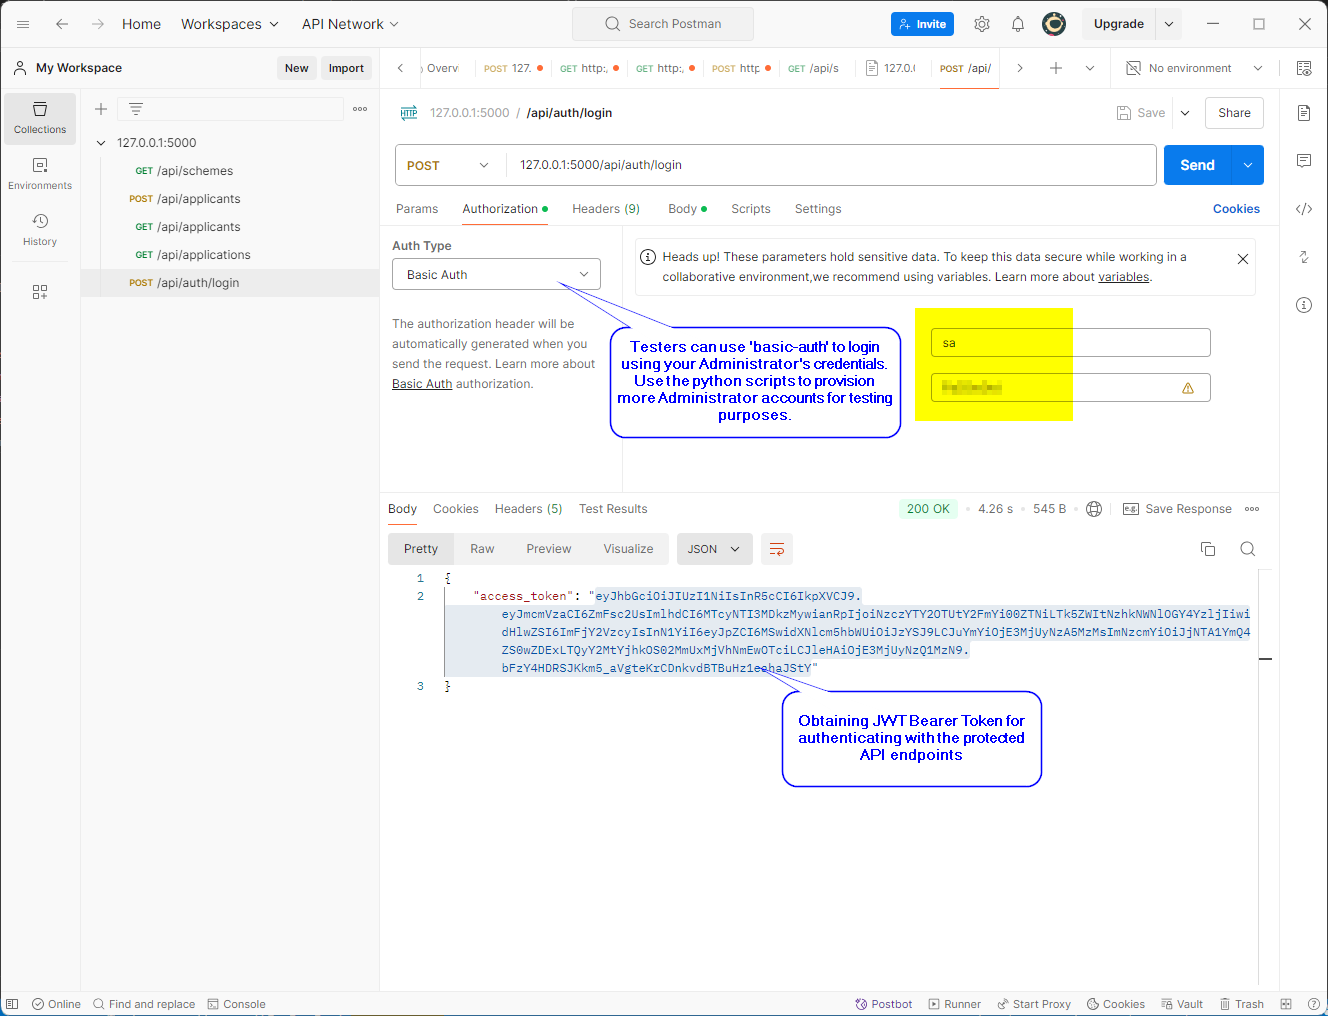 Home Workspaces API Network Search Postman Invite Upgrade
My Workspace New Import
Overvi POST 127. GET http:, GET http:, POST http GET /api/s 127.0.( POST /api/ No environment
Collections
Environments
History
127.0.0.1:5000
GET /api/schemes
POST /api/applicants
GET /api/applicants
GET /api/applications
POST /api/auth/login
HTTP 127.0.0.1:5000 / /api/auth/login Save Share
POST 127.0.0.1:5000/api/auth/login Send
Params Authorization Headers (9) Body Scripts Settings Cookies
Auth Type
Basic Auth
The authorization header will be
automatically generated when you
send the request. Learn more about
Basic Auth authorization.
Heads up! These parameters hold sensitive data. To keep this data secure while working in a
collaborative environment,we recommend using variables. Learn more about variables.
Testers can use 'basic-auth' to login
using your Administrator's credentials.
Use the python scripts to provision
more Administrator accounts for testing
purposes.
sa
Body Cookies Headers (5) Test Results 200 OK 4.26 s 545 B e.g. Save Response
Pretty Raw Preview Visualize JSON
1 {
2 "access_token": "eyJhbGciOiJIUzI1NiIsInR5cCI6IkpXVCJ9.
eyJmcmVzaCI6ZmFsc2UsImlhdCI6MTcyNTI3MDkzMywianRpIjoiNzczYTY2OTUtY2FmYi00ZTNiLTk5ZWItNzhkNWNlOGY4YzljIiwi
dHlwZSI6ImFjY2VzcyIsInN1YiI6eyJpZCI6MSwidXNlcm5hbWUiOiJzYSJ9LCJuYmYiOjE3MjUyNzA5MzMsImNzcmYiOiJjNTA1YmQ4
ZS0wZDExLTQyY2MtYjhkOS02MmUxMjVhNmEwOTciLCJleHAiOjE3MjUyNzQ1MzN9.
bFzY4HDRSJKkm5_aVgteKrCDnkvdBTBuHz1eahaJStY"
3 }
Obtaining JWT Bearer Token for
authenticating with the protected
API endpoints
Online Find and replace Console Postbot Runner Start Proxy Cookies Vault Trash